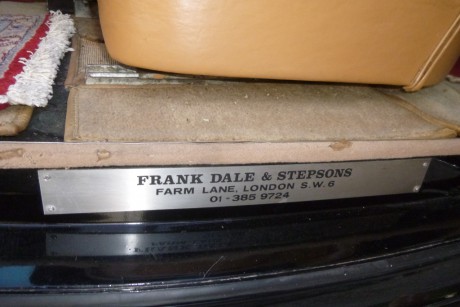 FRANK DALE & STEPSONS
FARM LANE, LONDON S.W.6
01-385 9724